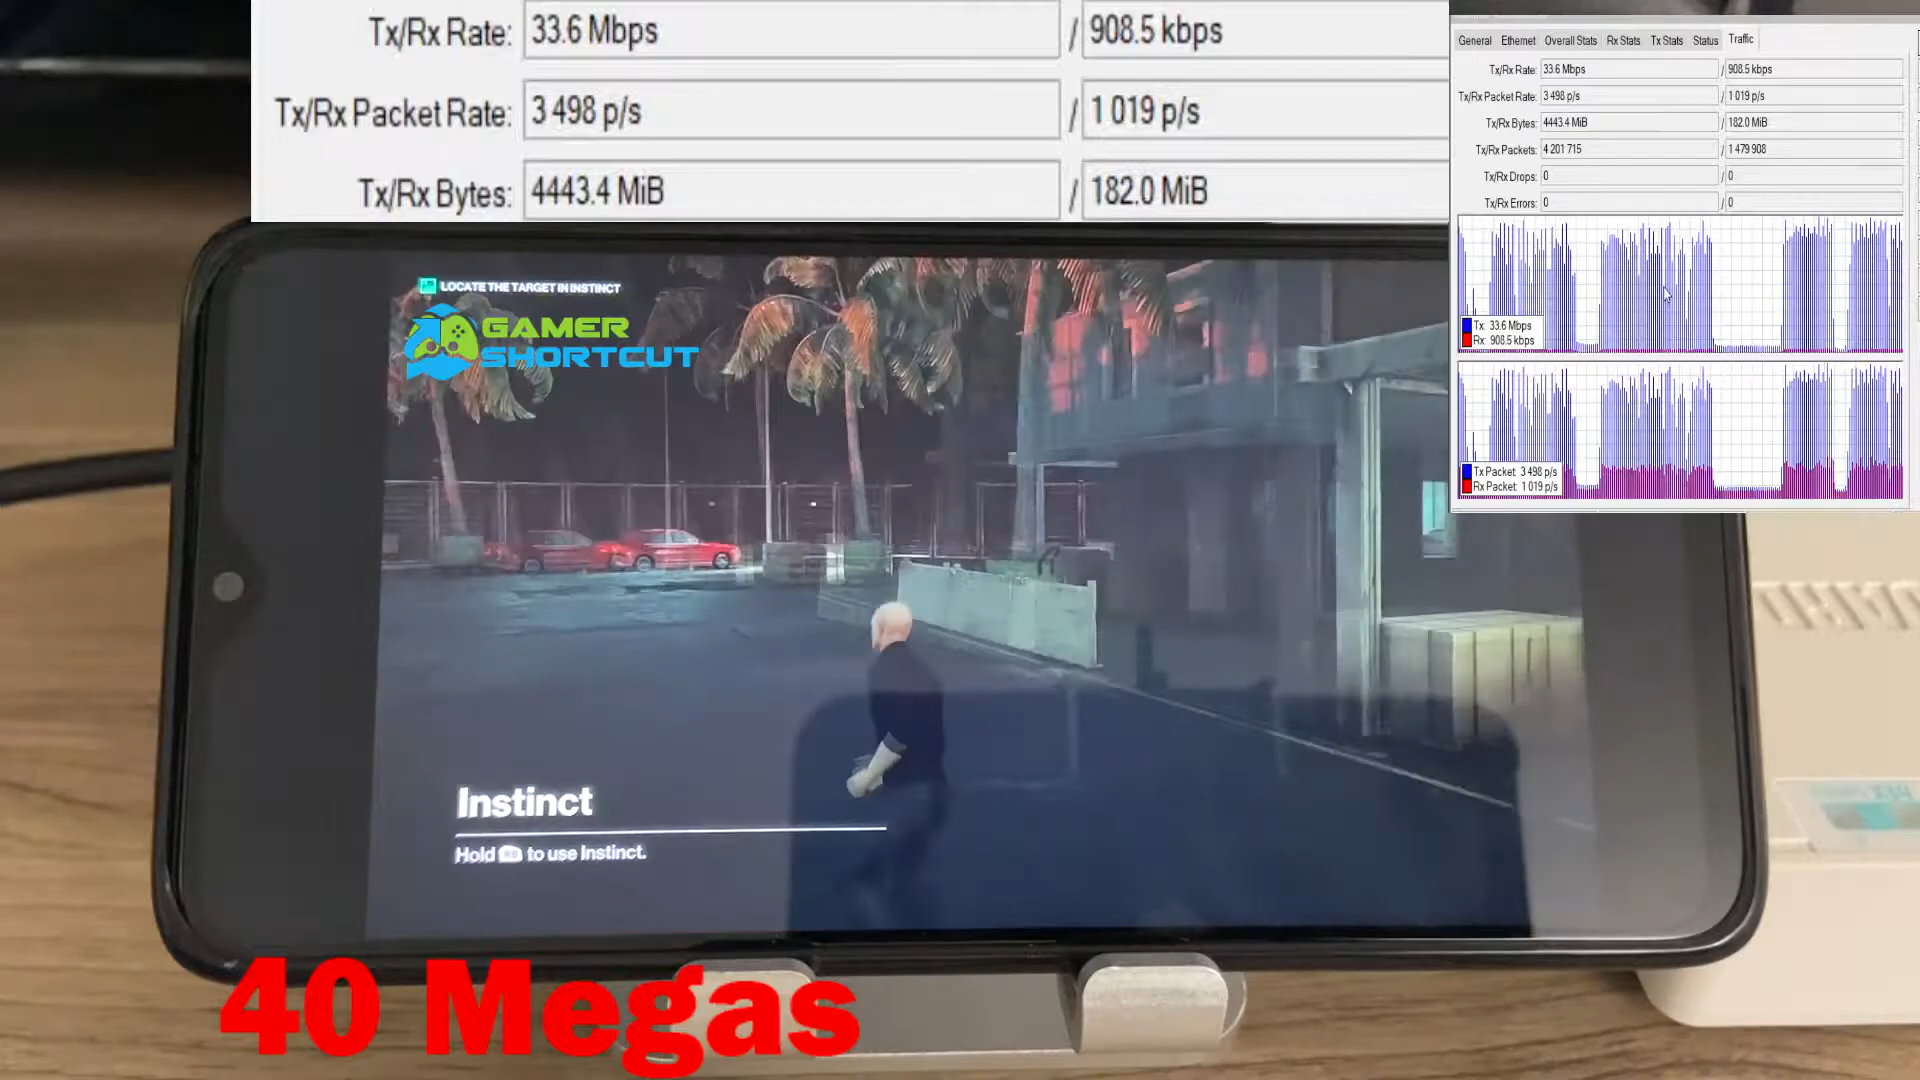 Tx/Rx Rate: 33.6 Mbps / 908.5 kbps
Tx/Rx Packet Rate: 3 498 p/s / 1 019 p/s
Tx/Rx Bytes: 4443.4 MiB / 182.0 MiB
General Ethernet Overall Stats Rx Stats Tx Stats Status Traffic
Tx/Rx Rate: 33.6 Mbps / 908.5 kbps
Tx/Rx Packet Rate: 3 498 p/s / 1 019 p/s
Tx/Rx Bytes: 4443.4 MiB / 182.0 MiB
Tx/Rx Packets: 4 201 715 / 1 479 908
Tx/Rx Drops: 0 / 0
Tx/Rx Errors: 0 / 0
Tx: 33.6 Mbps
Rx: 908.5 kbps
Tx Packet: 3 498 p/s
Rx Packet: 1 019 p/s
LOCATE THE TARGET IN INSTINCT
GAMER
SHORTCUT
Instinct
Hold to use Instinct.
40 Megas